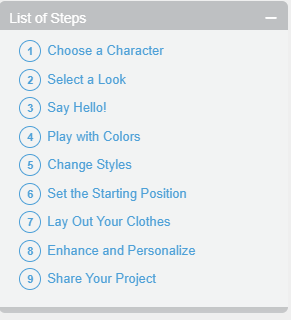 List of Steps
1 Choose a Character
2 Select a Look
3 Say Hello!
4 Play with Colors
5 Change Styles
6 Set the Starting Position
7 Lay Out Your Clothes
8 Enhance and Personalize
9 Share Your Project